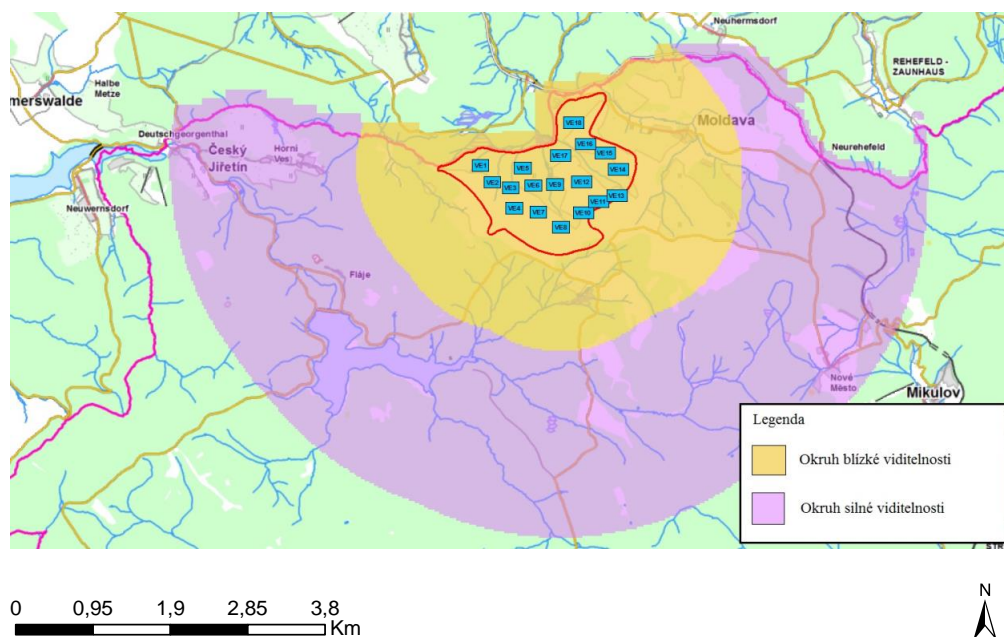 Neuhermsdorf
REHEFELD -
ZAUNHAUS
Halbe
Metze
merswalde
Deutschgeorgenthal
Český
Jiřetín
Horní
Ves
Moldava
Neurehefeld
Neuwernsdorf
VE18
VE16
VE17
VE15
VE1
VE5
VE14
VE2
VE3
VE6
VE9
VE12
VE13
VE11
VE4
VE7
VE10
VE8
Fláje
Nové
Město
Mikulov
Legenda
Okruh blízké viditelnosti
Okruh silné viditelnosti
STR
0 0,95 1,9 2,85 3,8
Km
N